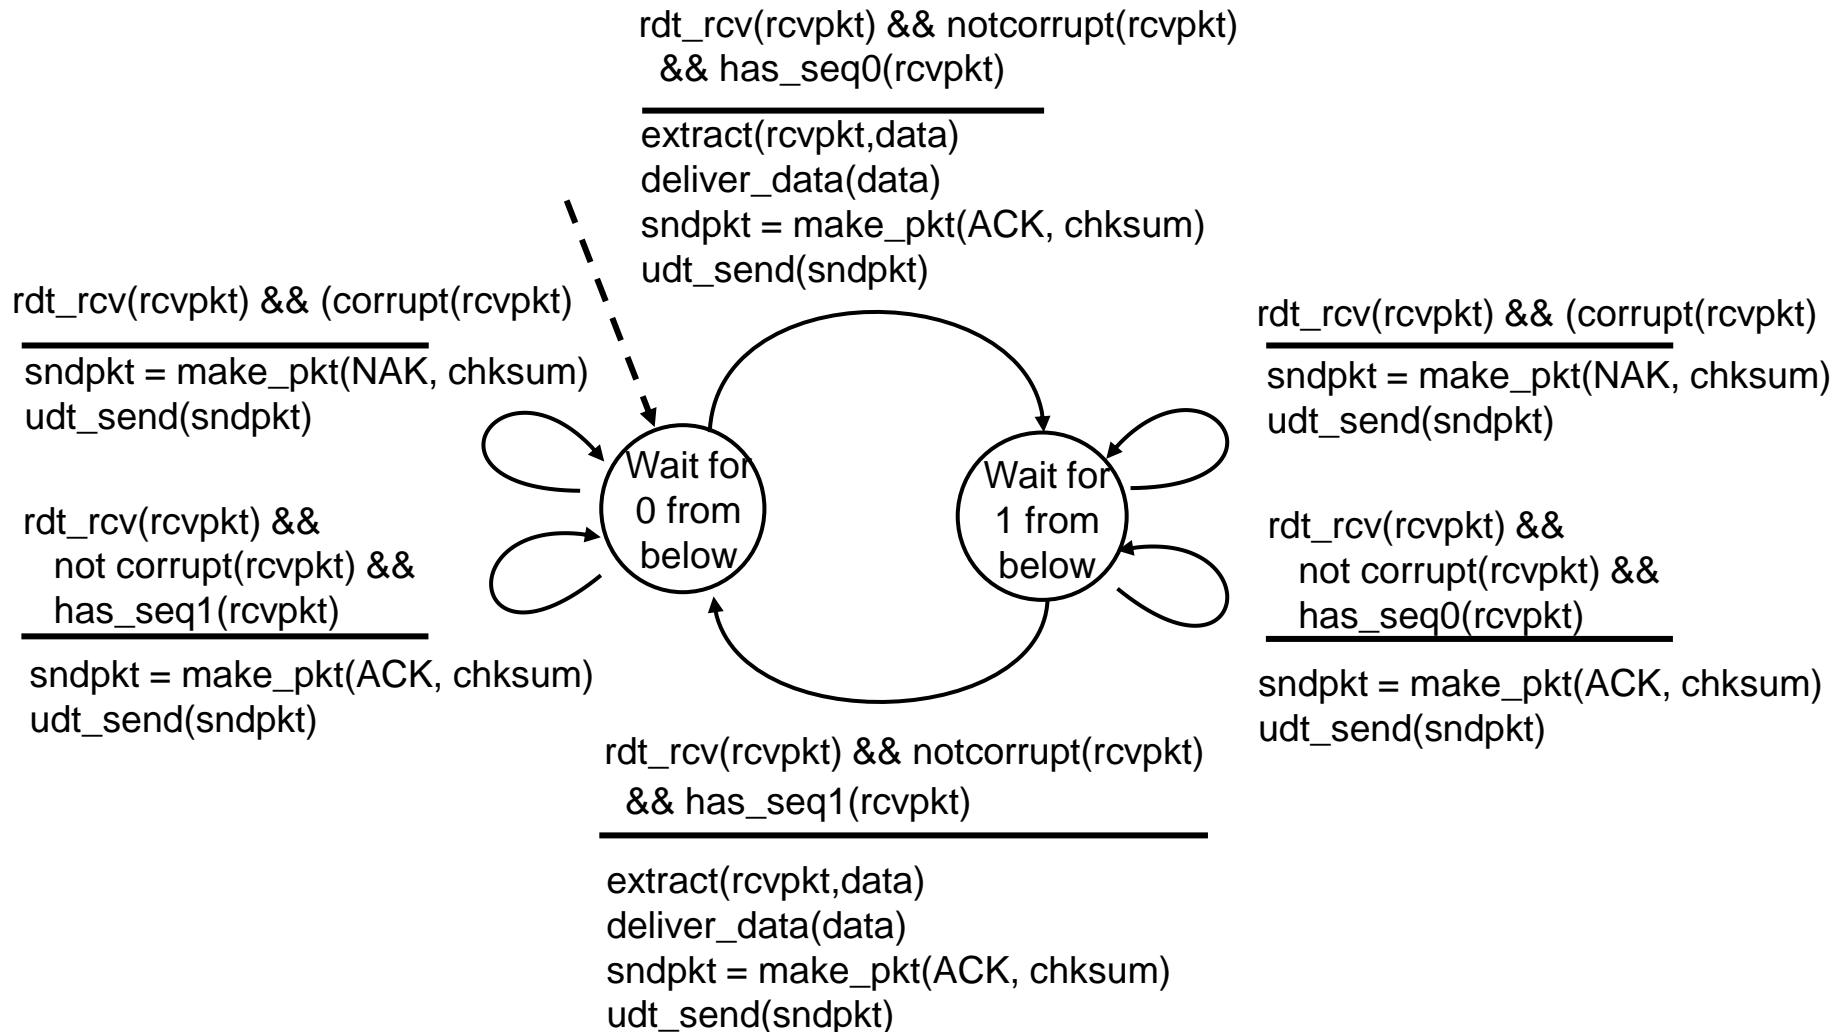 rdt_rcv(rcvpkt) && notcorrupt(rcvpkt)
&& has_seq0(rcvpkt)
extract(rcvpkt,data)
deliver_data(data)
sndpkt = make_pkt(ACK, chksum)
udt_send(sndpkt)
rdt_rcv(rcvpkt) && (corrupt(rcvpkt)
sndpkt = make_pkt(NAK, chksum)
udt_send(sndpkt)
rdt_rcv(rcvpkt) &&
not corrupt(rcvpkt) &&
has_seq1(rcvpkt)
sndpkt = make_pkt(ACK, chksum)
udt_send(sndpkt)
Wait for
0 from
below
Wait for
1 from
below
rdt_rcv(rcvpkt) && (corrupt(rcvpkt)
sndpkt = make_pkt(NAK, chksum)
udt_send(sndpkt)
rdt_rcv(rcvpkt) &&
not corrupt(rcvpkt) &&
has_seq0(rcvpkt)
sndpkt = make_pkt(ACK, chksum)
udt_send(sndpkt)
rdt_rcv(rcvpkt) && notcorrupt(rcvpkt)
&& has_seq1(rcvpkt)
extract(rcvpkt,data)
deliver_data(data)
sndpkt = make_pkt(ACK, chksum)
udt_send(sndpkt)